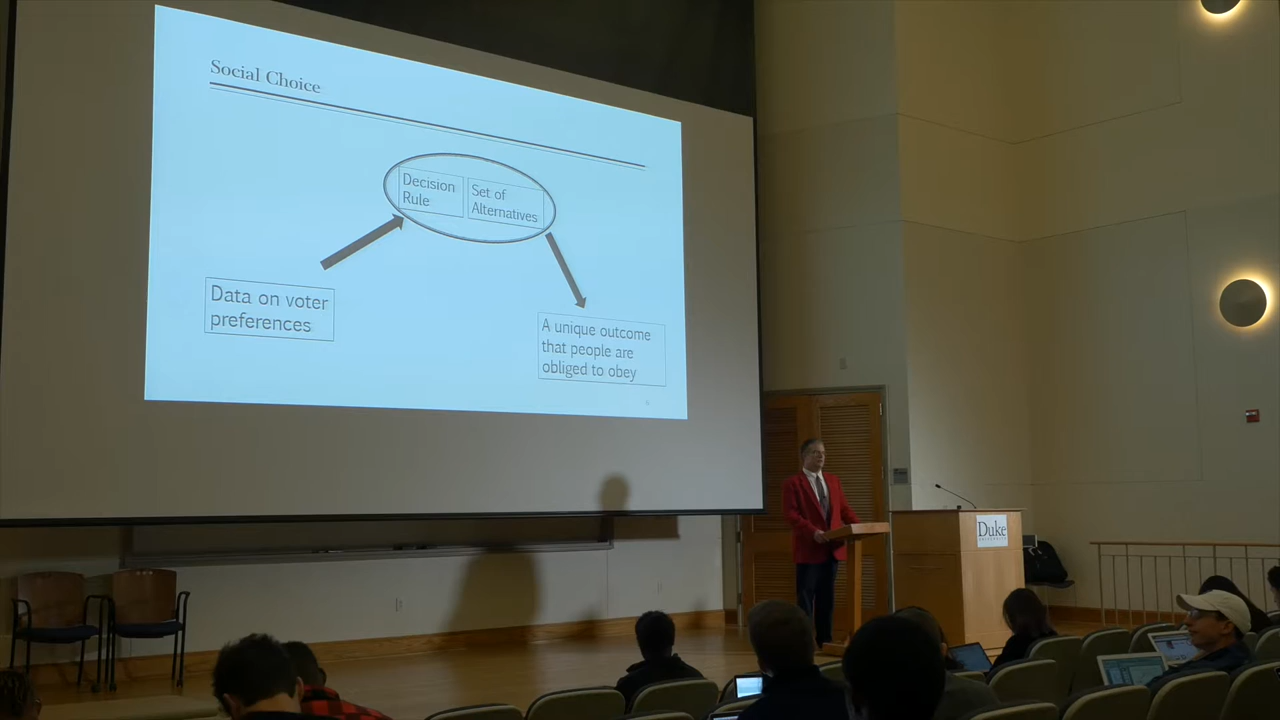 Social Choice
Decision
Rule
Set of
Alternatives
Data on voter
preferences
A unique outcome
that people are
obliged to obey
Duke
UNIVERSITY